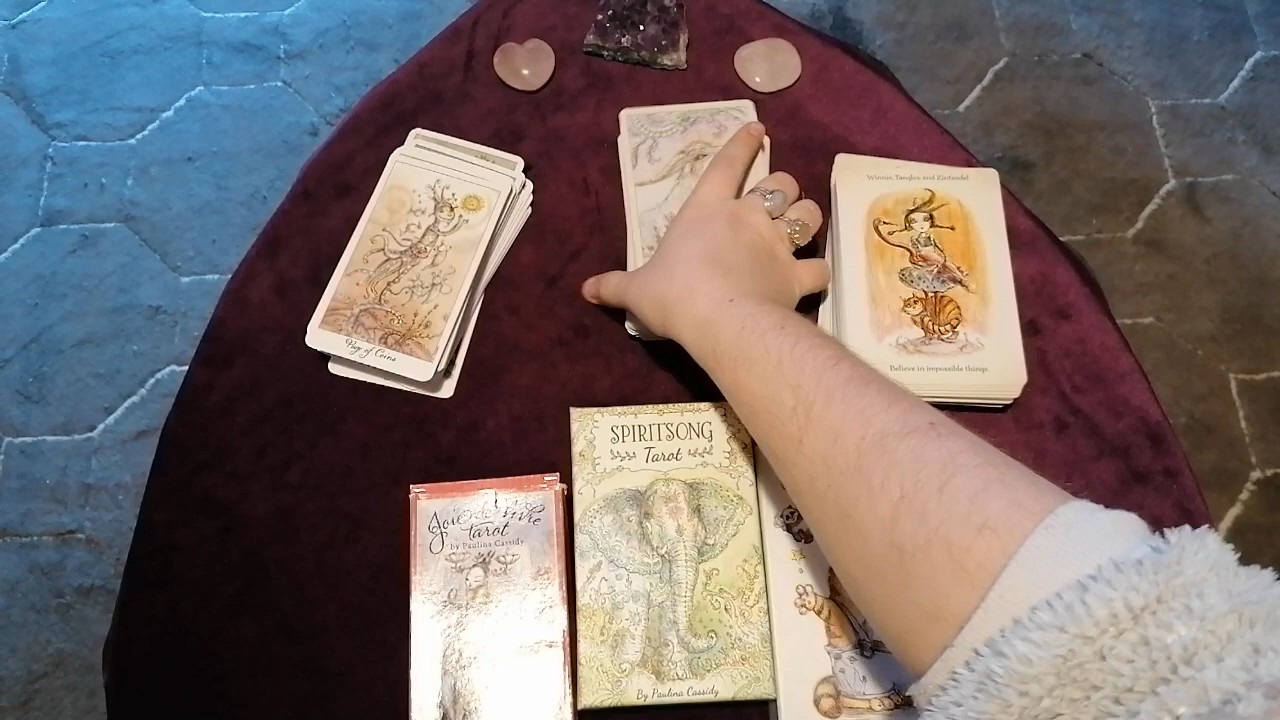 Winnie, Tangles, and Zinfandel
Believe in impossible things.
Page of Coins
SPIRITSONG
Tarot
By Paulina Cassidy
Joie de Vivre
Tarot
by Paulina Cassidy